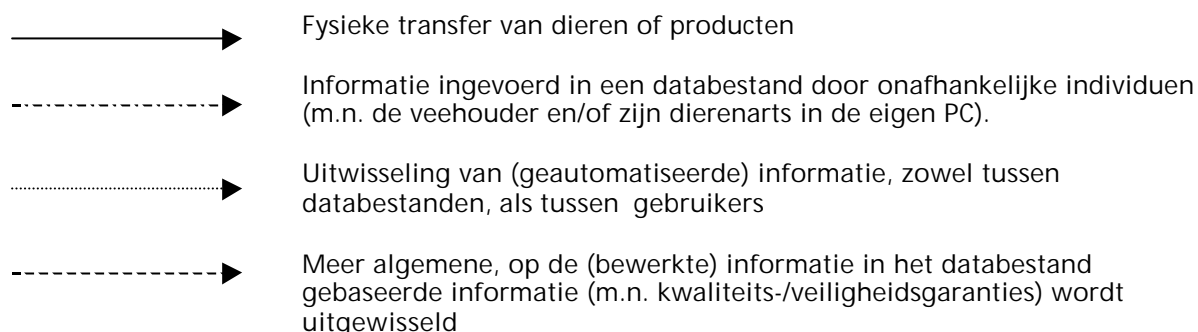 Fysieke transfer van dieren of producten
Informatie ingevoerd in een databestand door onafhankelijke individuen
(m.n. de veehouder en/of zijn dierenarts in de eigen PC).
Uitwisseling van (geautomatiseerde) informatie, zowel tussen
databestanden, als tussen gebruikers
Meer algemene, op de (bewerkte) informatie in het databestand
gebaseerde informatie (m.n. kwaliteits-/veiligheidsgaranties) wordt
uitgewisseld